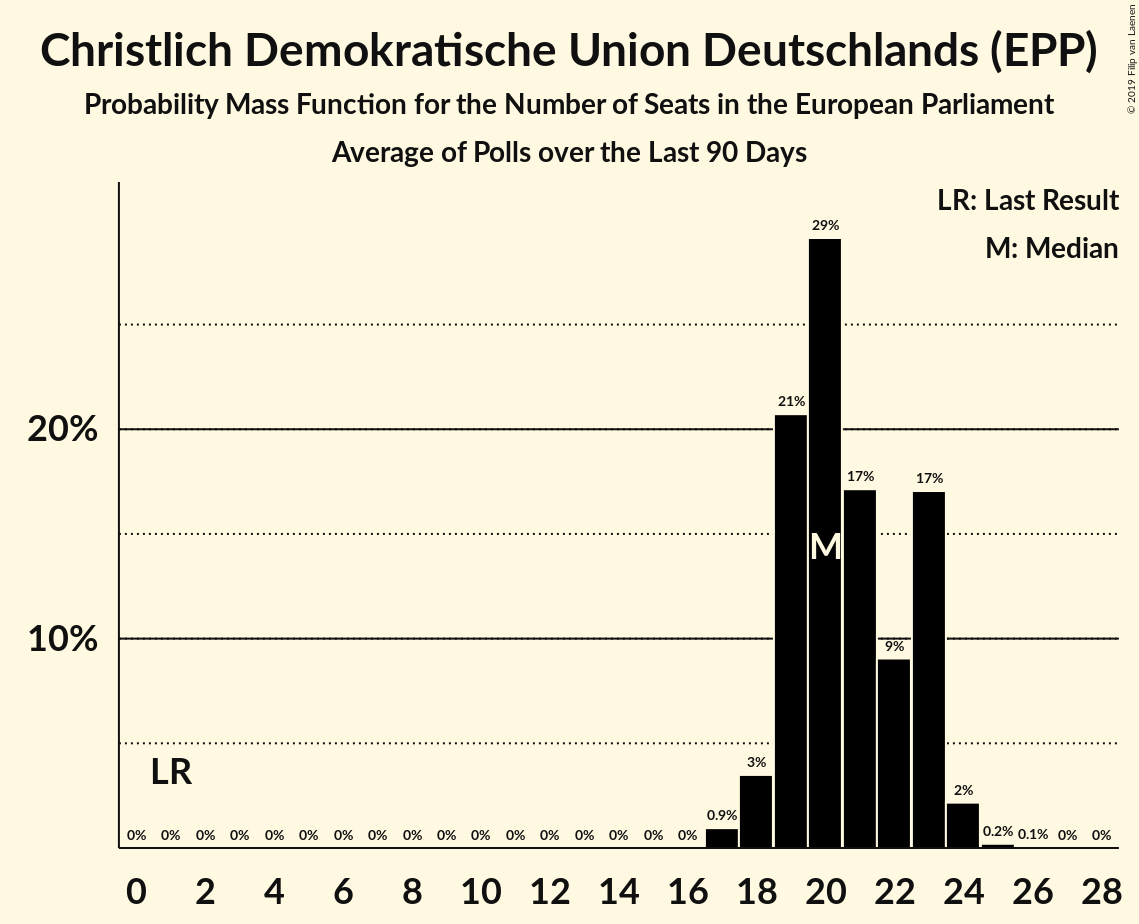 Christlich Demokratische Union Deutschlands (EPP)
Probability Mass Function for the Number of Seats in the European Parliament
Average of Polls over the Last 90 Days
© 2019 Filip van Laenen
LR: Last Result
M: Median
20%
10%
LR
M
0% 0% 0% 0% 0% 0% 0% 0% 0% 0% 0% 0% 0% 0% 0% 0% 0% 0.9% 3% 21% 29% 17% 9% 17% 2% 0.2% 0.1% 0% 0%
0 2 4 6 8 10 12 14 16 18 20 22 24 26 28